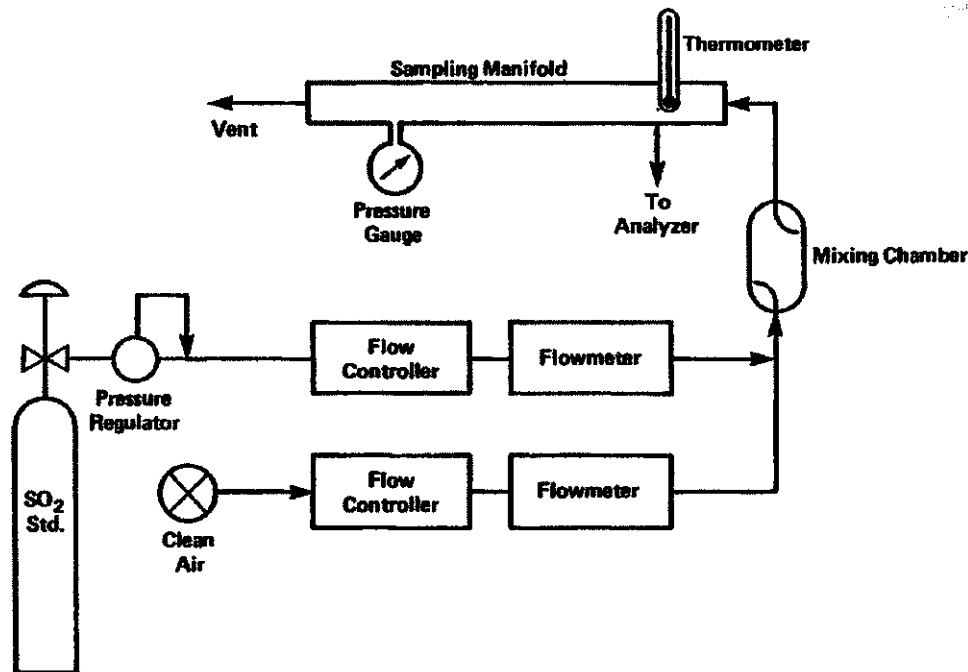 Thermometer
Sampling Manifold
Vent
Pressure
Gauge
To
Analyzer
Mixing Chamber
Flow
Controller
Flowmeter
Pressure
Regulator
Flow
Controller
Flowmeter
SO₂
Std.
Clean
Air